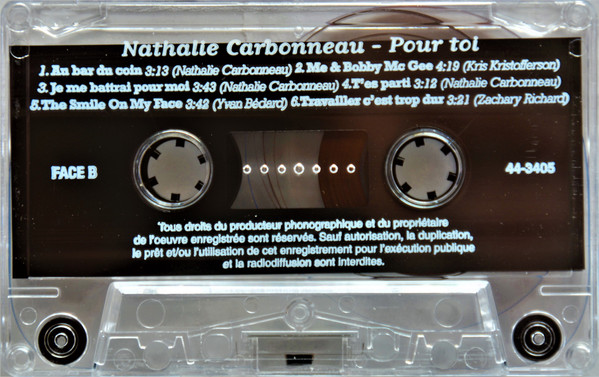 Nathalie Carbonneau - Pour toi
1.Au bar du coin 3:13 (Nathalie Carbonneau) 2. Me & Bobby Mc Gee 4:19 (Kris Kristofferson)
3. Je me battrai pour moi 3:43 (Nathalie Carbonneau) 4.T'es parti 3:12 (Nathalie Carbonneau)
5.The Smile On My Face 3:42 (Yvan Bédard) 6.Travailler c'est trop dur 3:21 (Zachary Richard)
FACE B
44-3405
Tous droits du producteur phonographique et du propriétaire
de l'oeuvre enregistrée sont réservés. Sauf autorisation, la duplication,
le prêt et/ou l'utilisation de cet enregistrement pour l'exécution publique
et la radiodiffusion sont interdites.